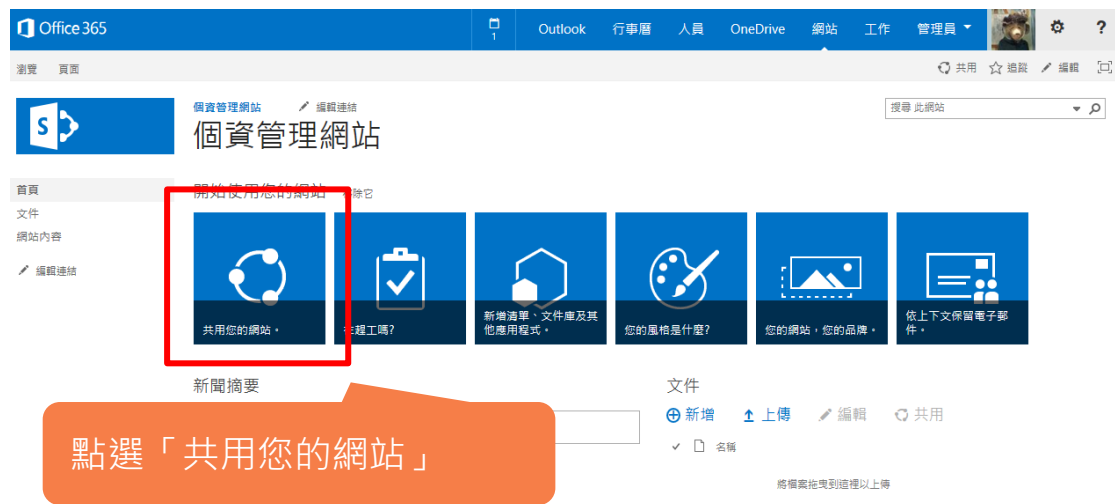 Office 365
1
Outlook 行事曆 人員 OneDrive 網站 工作 管理員 ?
瀏覽 頁面
共用 追蹤 編輯
S
個資管理網站 編輯連結
搜尋 此網站
個資管理網站
首頁
文件
網站內容
編輯連結
開始使用您的網站 除它
共用您的網站。
趕工嗎?
新增清單、文件庫及其
他應用程式。
您的風格是什麼?
您的網站,您的品牌。
依上下文保留電子郵
件。
新聞摘要
文件
新增 上傳 編輯 共用
名稱
將檔案拖曳到這裡以上傳
點選「共用您的網站」